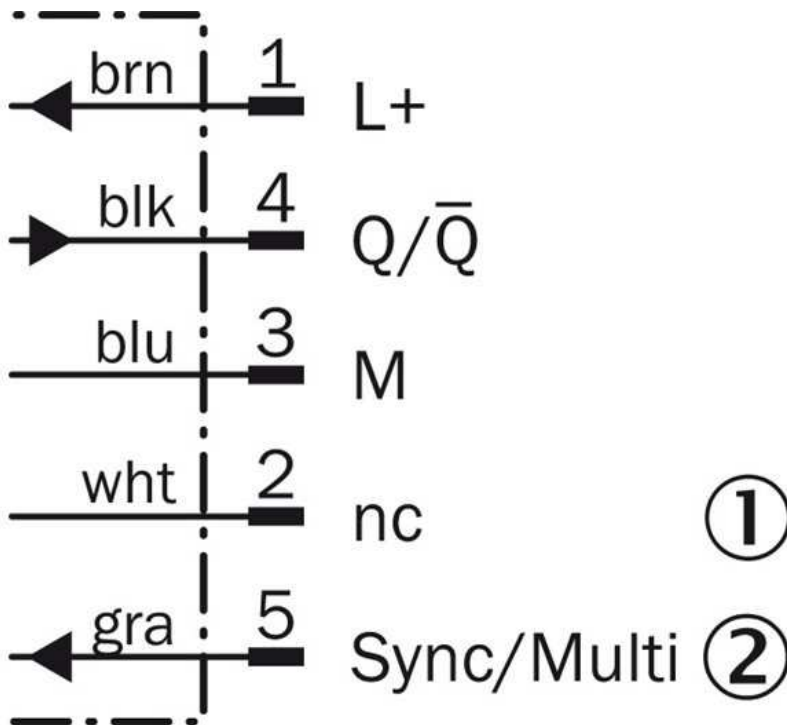 brn 1 L+
blk 4 Q/Q̅
blu 3 M
wht 2 nc ①
gra 5 Sync/Multi ②